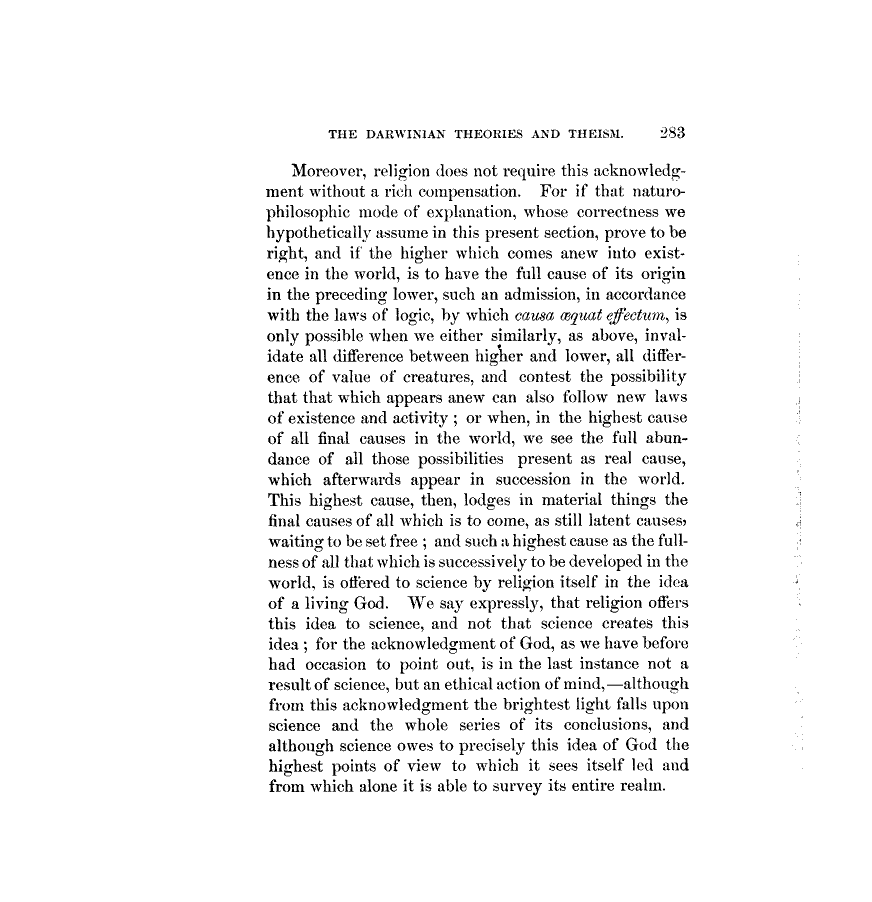 THE DARWINIAN THEORIES AND THEISM. 283
Moreover, religion does not require this acknowledg-
ment without a rich compensation. For if that naturo-
philosophic mode of explanation, whose correctness we
hypothetically assume in this present section, prove to be
right, and if the higher which comes anew into exist-
ence in the world, is to have the full cause of its origin
in the preceding lower, such an admission, in accordance
with the laws of logic, by which causa æquat effectum, is
only possible when we either similarly, as above, inval-
idate all difference between higher and lower, all differ-
ence of value of creatures, and contest the possibility
that that which appears anew can also follow new laws
of existence and activity ; or when, in the highest cause
of all final causes in the world, we see the full abun-
dance of all those possibilities present as real cause,
which afterwards appear in succession in the world.
This highest cause, then, lodges in material things the
final causes of all which is to come, as still latent causes,
waiting to be set free ; and such a highest cause as the full-
ness of all that which is successively to be developed in the
world, is offered to science by religion itself in the idea
of a living God. We say expressly, that religion offers
this idea to science, and not that science creates this
idea ; for the acknowledgment of God, as we have before
had occasion to point out, is in the last instance not a
result of science, but an ethical action of mind,—although
from this acknowledgment the brightest light falls upon
science and the whole series of its conclusions, and
although science owes to precisely this idea of God the
highest points of view to which it sees itself led and
from which alone it is able to survey its entire realm.